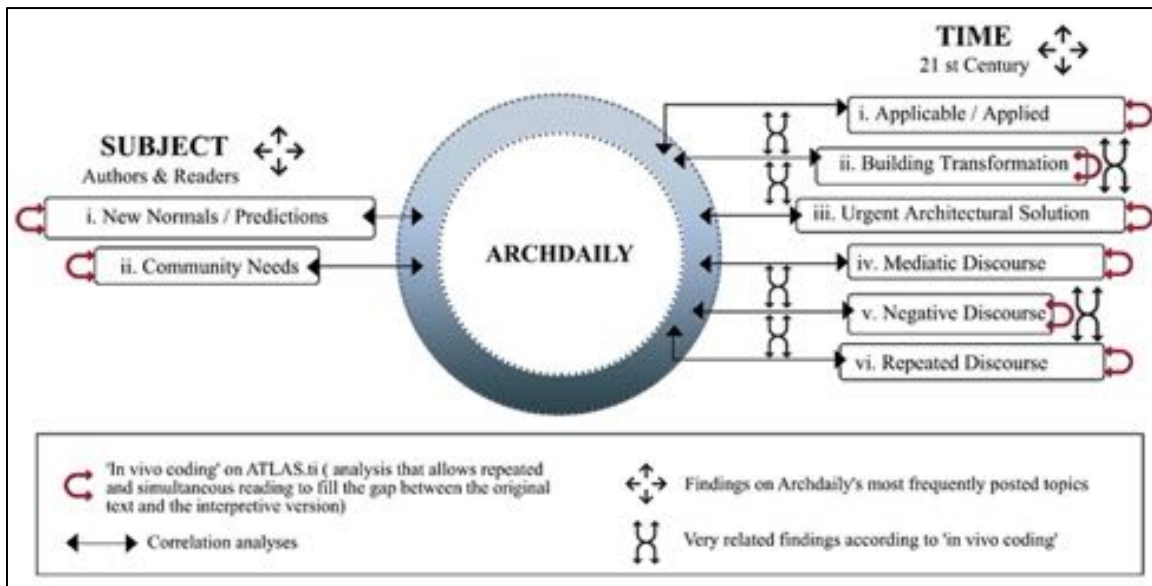 SUBJECT
Authors & Readers
i. New Normals / Predictions
ii. Community Needs
ARCHDAILY
TIME
21 st Century
i. Applicable / Applied
ii. Building Transformation
iii. Urgent Architectural Solution
iv. Mediatic Discourse
v. Negative Discourse
vi. Repeated Discourse
'In vivo coding' on ATLAS.ti ( analysis that allows repeated
and simultaneous reading to fill the gap between the original
text and the interpretive version)
Correlation analyses
Findings on Archdaily's most frequently posted topics
Very related findings according to 'in vivo coding'